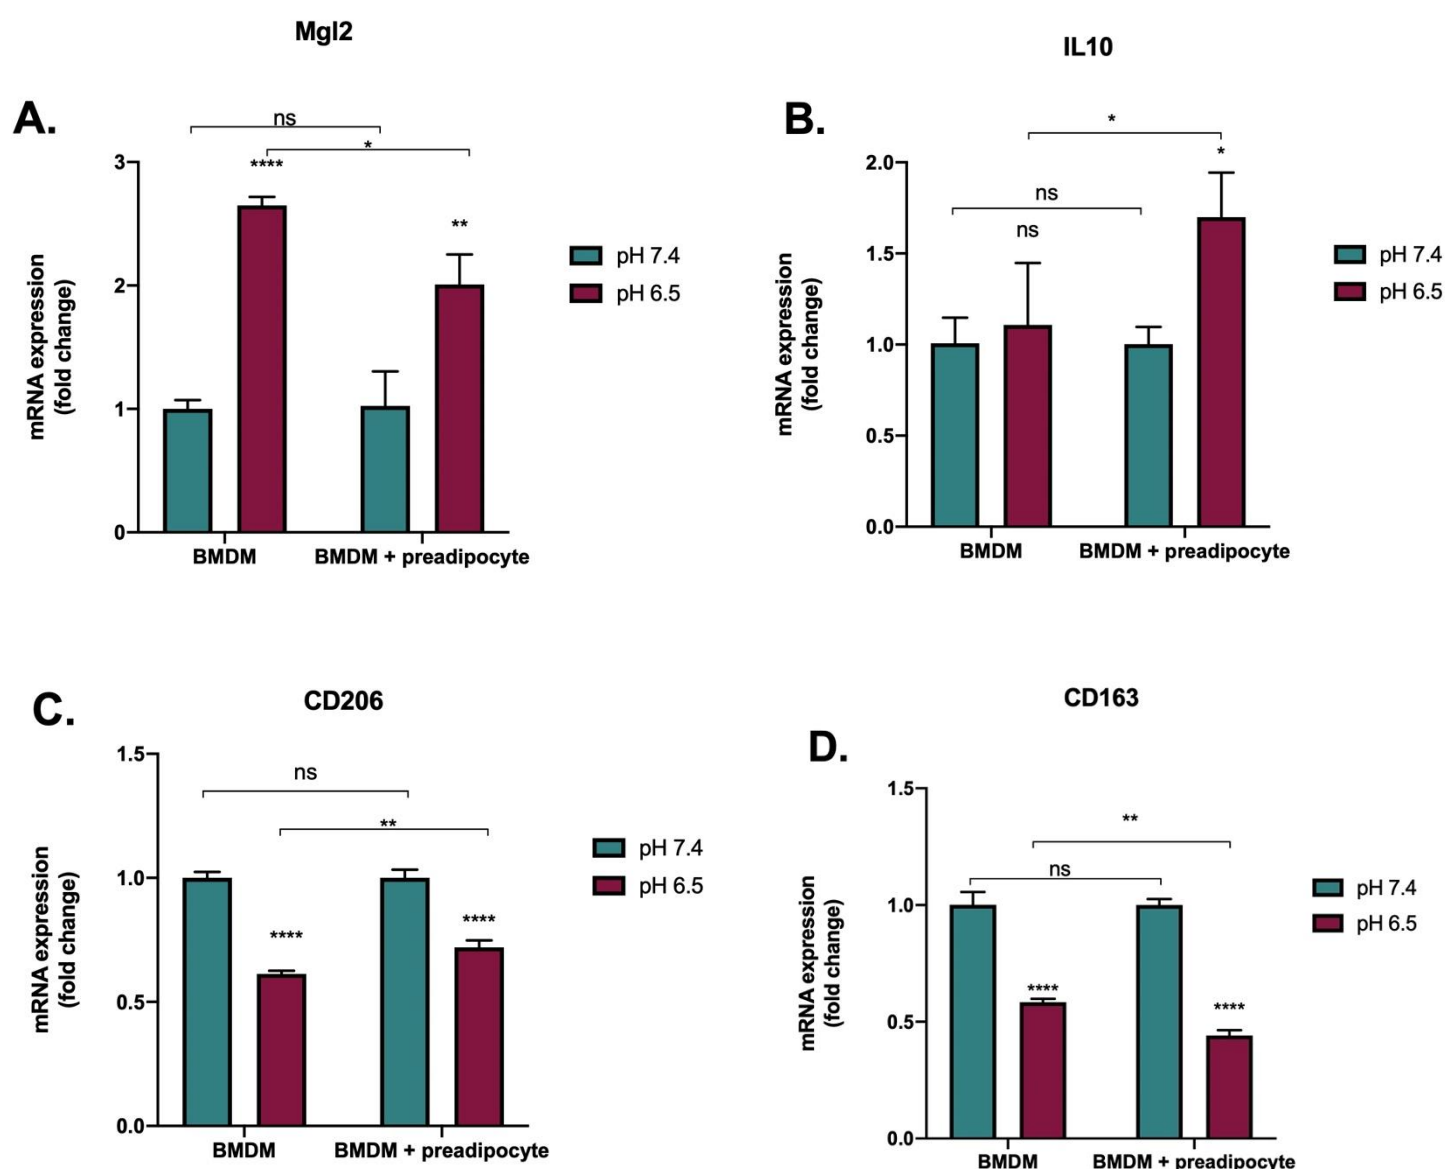 Mgl2
A.
ns
*
****
**
3
2
1
0
mRNA expression
(fold change)
BMDM
BMDM + preadipocyte
pH 7.4
pH 6.5
IL10
B.
*
*
ns
ns
2.0
1.5
1.0
0.5
0.0
mRNA expression
(fold change)
BMDM
BMDM + preadipocyte
pH 7.4
pH 6.5
CD206
C.
ns
**
****
****
1.5
1.0
0.5
0.0
mRNA expression
(fold change)
BMDM
BMDM + preadipocyte
pH 7.4
pH 6.5
CD163
D.
**
ns
****
****
1.5
1.0
0.5
0.0
mRNA expression
(fold change)
BMDM
BMDM + preadipocyte
pH 7.4
pH 6.5